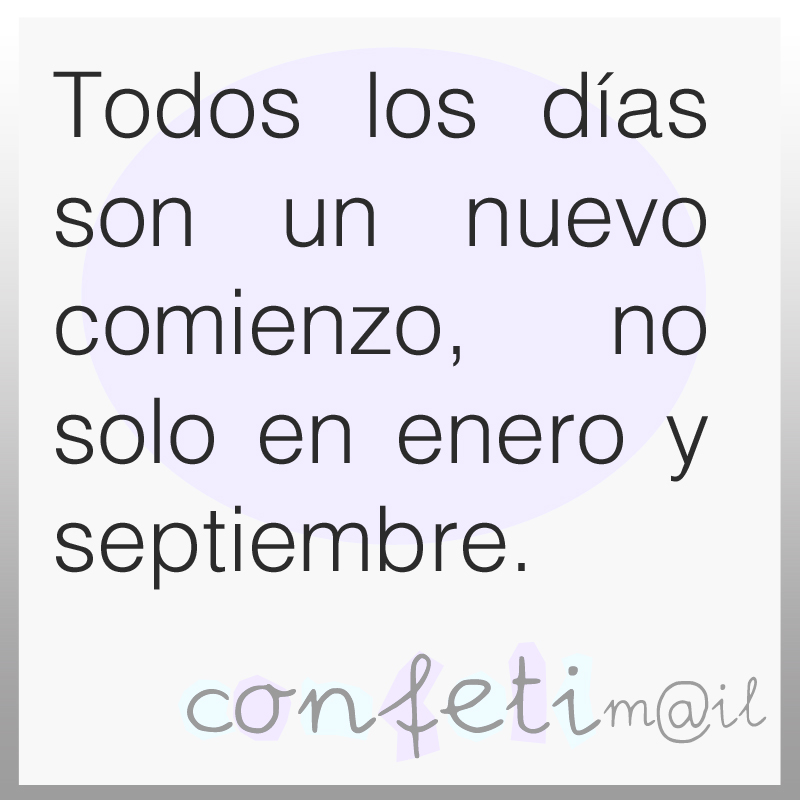 Todos los días
son un nuevo
comienzo, no
solo en enero y
septiembre.
confetim@il